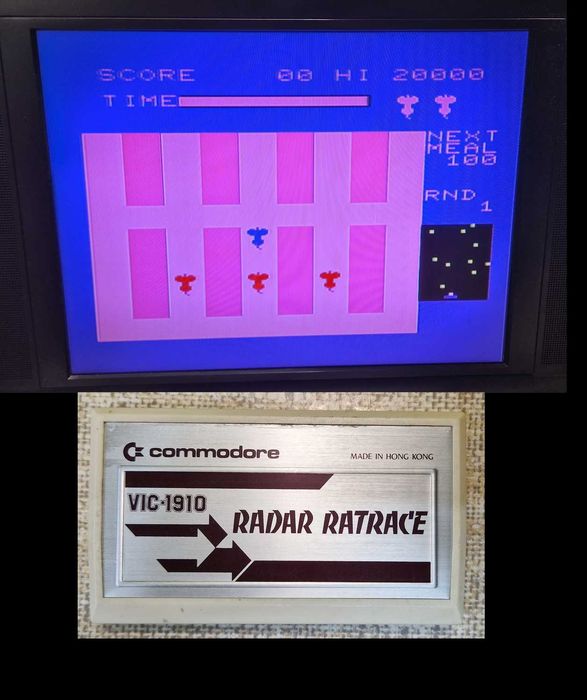 SCORE 00 HI 20000
TIME
NEXT
MEAL
100
RND
1
commodore
MADE IN HONG KONG
VIC-1910
RADAR RATRACE